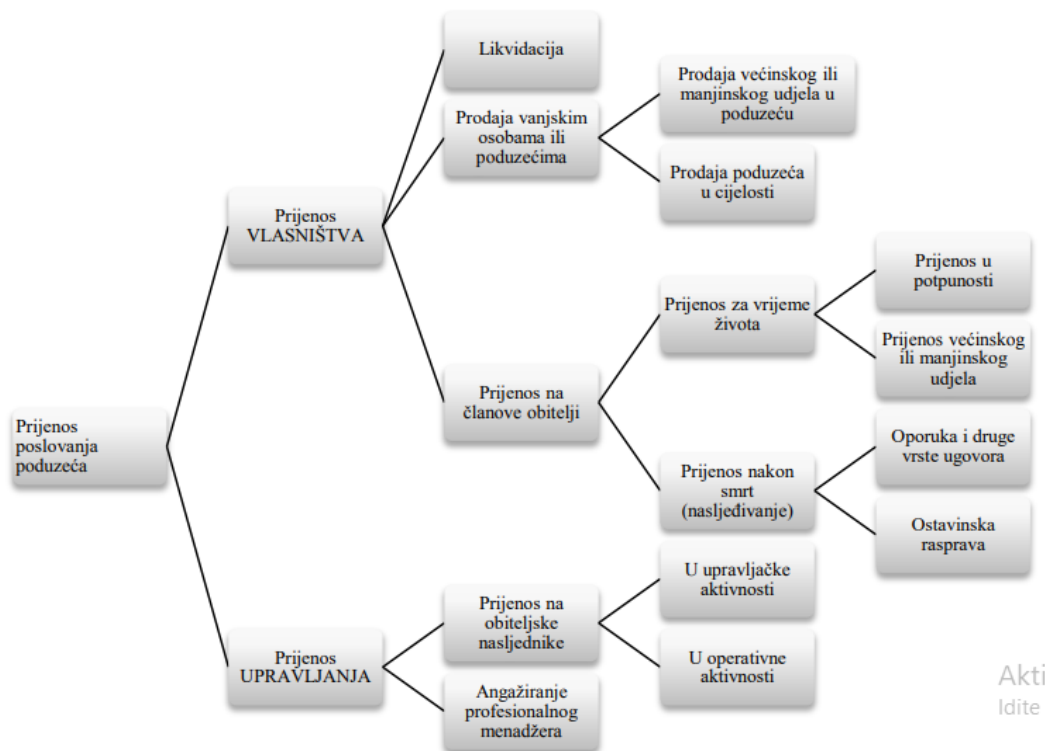 Likvidacija
Prodaja vanjskim
osobama ili
poduzećima
Prodaja većinskog ili
manjinskog udjela u
poduzeću
Prodaja poduzeća
u cijelosti
Prijenos
VLASNIŠTVA
Prijenos na
članove obitelji
Prijenos za vrijeme
života
Prijenos u
potpunosti
Prijenos većinskog
ili manjinskog
udjela
Prijenos nakon
smrt
(nasljeđivanje)
Oporuka i druge
vrste ugovora
Ostavinska
rasprava
Prijenos
poslovanja
poduzeća
Prijenos
UPRAVLJANJA
Prijenos na
obiteljske
nasljednike
U upravljačke
aktivnosti
U operativne
aktivnosti
Angažiranje
profesionalnog
menadžera
Akti
Idite